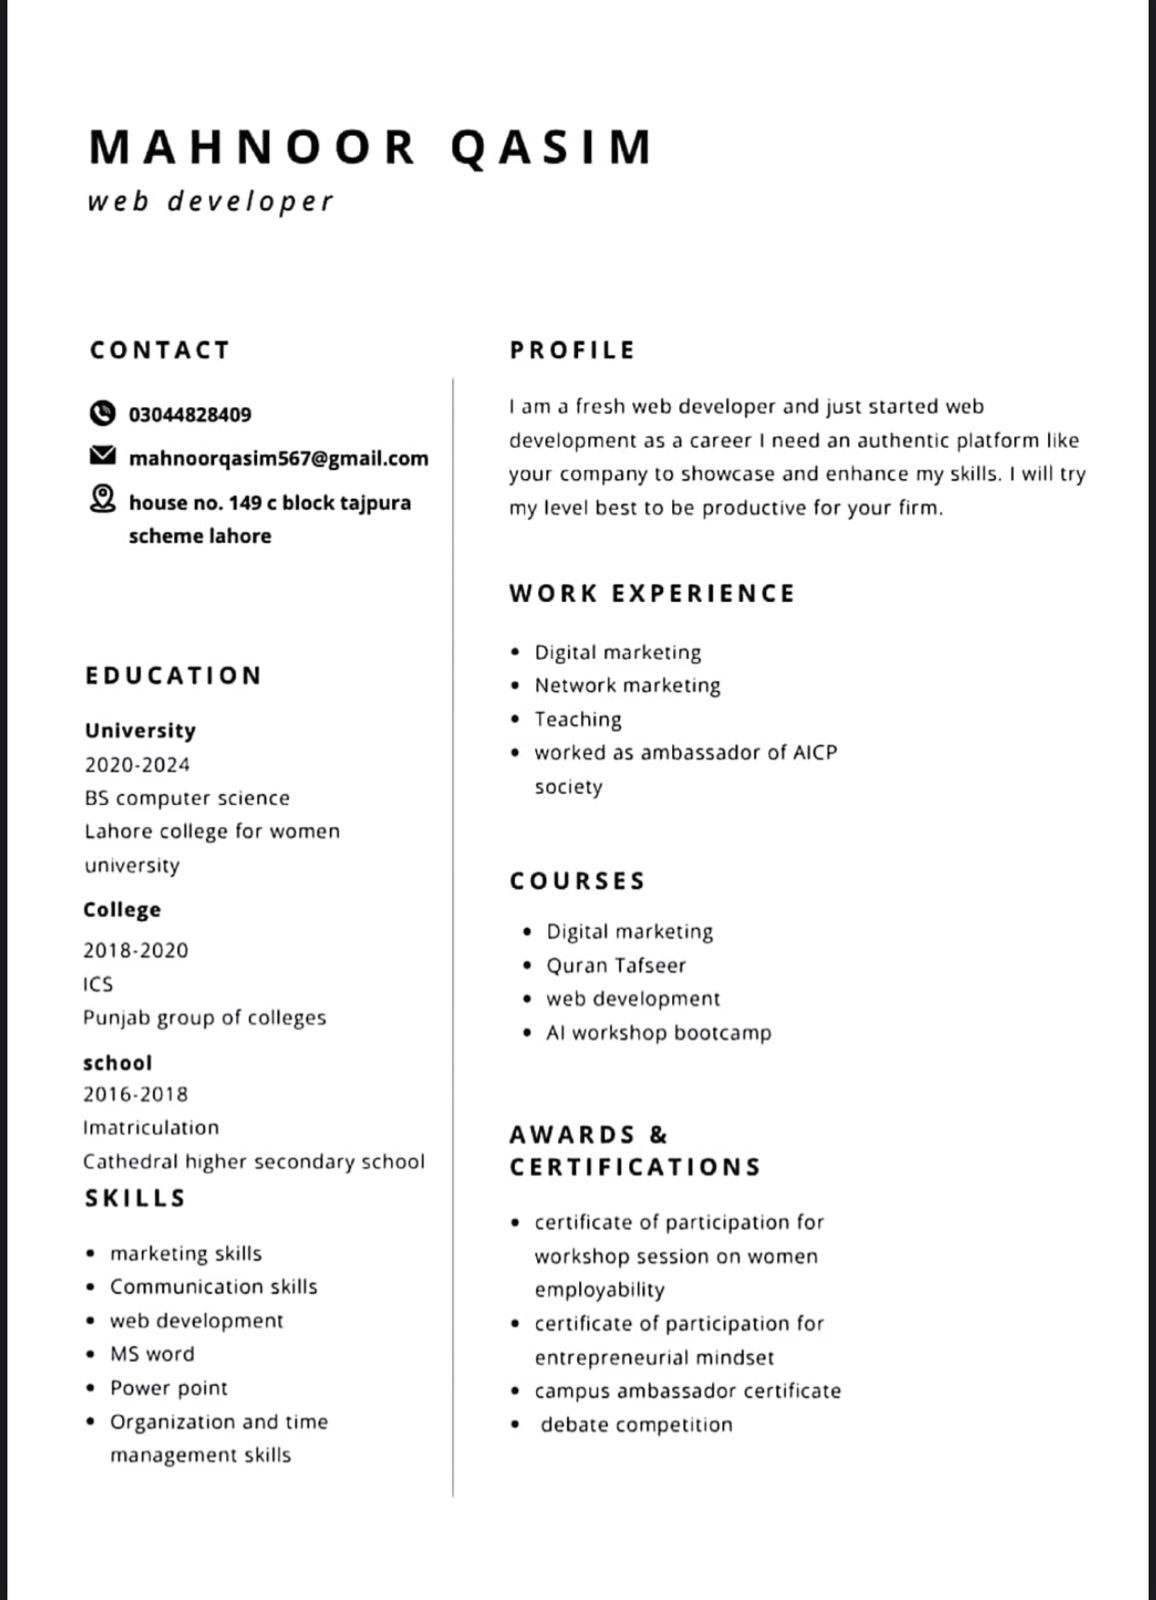 MAHNOOR QASIM
web developer
CONTACT
03044828409
mahnoorqasim567@gmail.com
house no. 149 c block tajpura
scheme lahore
EDUCATION
University
2020-2024
BS computer science
Lahore college for women
university
College
2018-2020
ICS
Punjab group of colleges
school
2016-2018
Imatriculation
Cathedral higher secondary school
SKILLS
marketing skills
Communication skills
web development
MS word
Power point
Organization and time
management skills
PROFILE
I am a fresh web developer and just started web
development as a career I need an authentic platform like
your company to showcase and enhance my skills. I will try
my level best to be productive for your firm.
WORK EXPERIENCE
Digital marketing
Network marketing
Teaching
worked as ambassador of AICP
society
COURSES
Digital marketing
Quran Tafseer
web development
AI workshop bootcamp
AWARDS &
CERTIFICATIONS
certificate of participation for
workshop session on women
employability
certificate of participation for
entrepreneurial mindset
campus ambassador certificate
debate competition